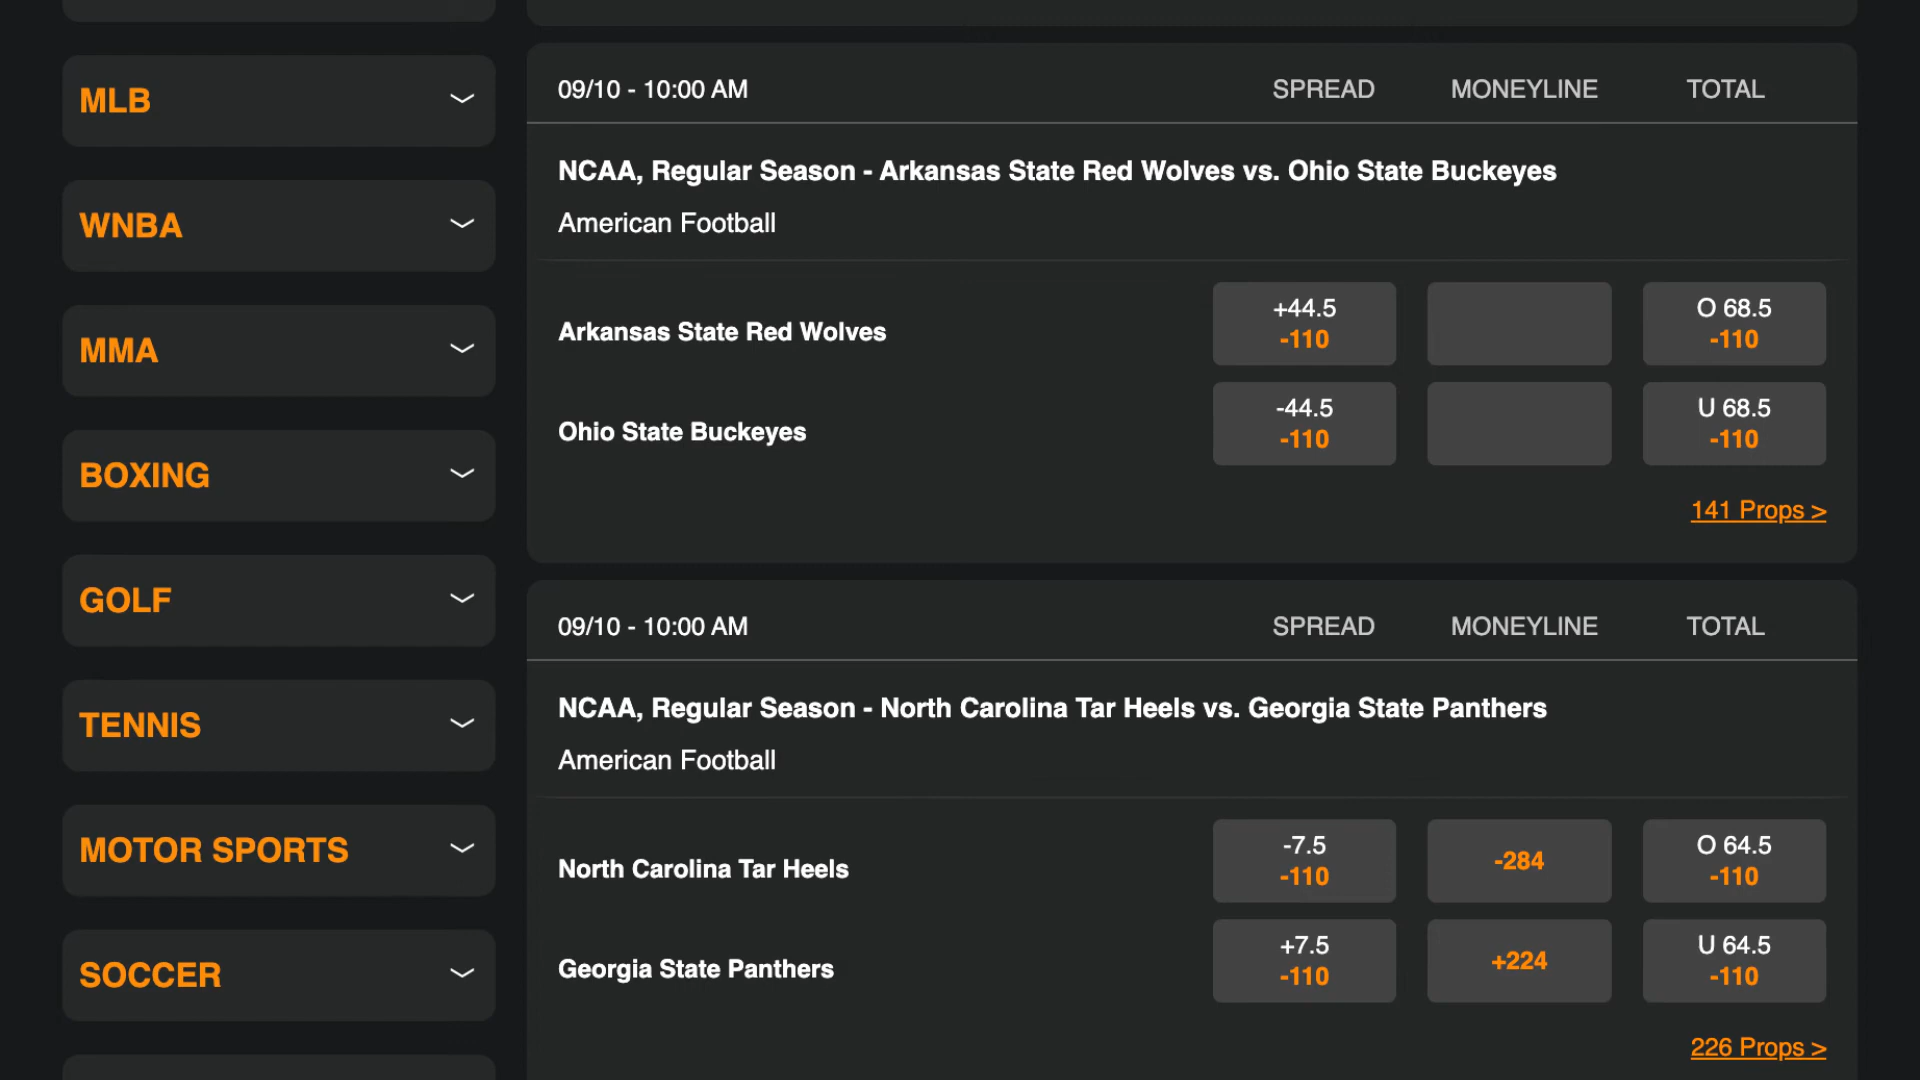 MLB
WNBA
MMA
BOXING
GOLF
TENNIS
MOTOR SPORTS
SOCCER
09/10 - 10:00 AM SPREAD MONEYLINE TOTAL
NCAA, Regular Season - Arkansas State Red Wolves vs. Ohio State Buckeyes
American Football
Arkansas State Red Wolves
+44.5
-110
O 68.5
-110
Ohio State Buckeyes
-44.5
-110
U 68.5
-110
141 Props >
09/10 - 10:00 AM SPREAD MONEYLINE TOTAL
NCAA, Regular Season - North Carolina Tar Heels vs. Georgia State Panthers
American Football
North Carolina Tar Heels
-7.5
-110
-284
O 64.5
-110
Georgia State Panthers
+7.5
-110
+224
U 64.5
-110
226 Props >